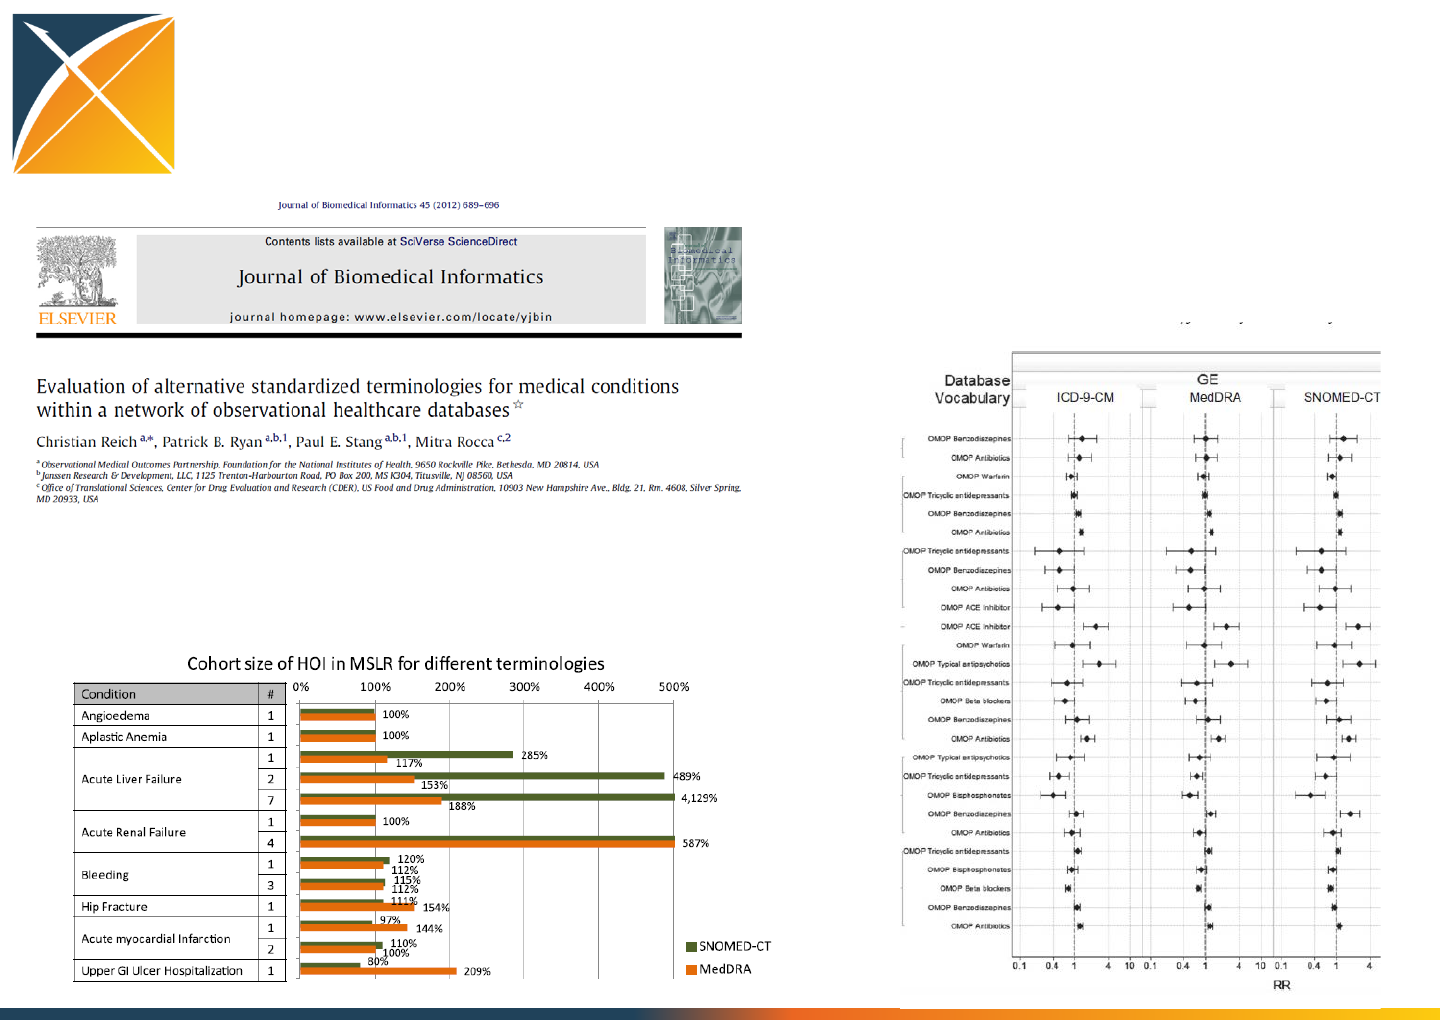 Journal of Biomedical Informatics 45 (2012) 689–696
Contents lists available at SciVerse ScienceDirect
Journal of Biomedical Informatics
journal homepage: www.elsevier.com/locate/yjbin
ELSEVIER
Biomedical
Informatics
Evaluation of alternative standardized terminologies for medical conditions
within a network of observational healthcare databases ☆
Christian Reich a,*, Patrick B. Ryan a,b,1, Paul E. Stang a,b,1, Mitra Rocca c,2
a Observational Medical Outcomes Partnership, Foundation for the National Institutes of Health, 9650 Rockville Pike, Bethesda, MD 20814, USA
b Janssen Research & Development, LLC, 1125 Trenton-Harbourton Road, PO Box 200, MS K304, Titusville, NJ 08560, USA
c Office of Translational Sciences, Center for Drug Evaluation and Research (CDER), US Food and Drug Administration, 10903 New Hampshire Ave., Bldg. 21, Rm. 4608, Silver Spring,
MD 20933, USA
Cohort size of HOI in MSLR for different terminologies
Condition # 0% 100% 200% 300% 400% 500%
Angioedema 1 100%
Aplastic Anemia 1 100%
Acute Liver Failure
1 285% 117%
2 489% 153%
7 4,129% 188%
Acute Renal Failure
1 100%
4 587%
Bleeding
1 120% 112%
3 115% 112%
Hip Fracture 1 111% 154%
Acute myocardial Infarction
1 97% 144%
2 110% 100%
Upper GI Ulcer Hospitalization 1 80% 209%
SNOMED-CT
MedDRA
Database GE
Vocabulary ICD-9-CM MedDRA SNOMED-CT
OMOP Benzodiazepines
OMOP Antibiotics
OMOP Warfarin
OMOP Tricyclic antidepressants
OMOP Benzodiazepines
OMOP Antibiotics
OMOP Tricyclic antidepressants
OMOP Benzodiazepines
OMOP Antibiotics
OMOP ACE Inhibitor
OMOP ACE Inhibitor
OMOP Warfarin
OMOP Typical antipsychotics
OMOP Tricyclic antidepressants
OMOP Beta blockers
OMOP Benzodiazepines
OMOP Antibiotics
OMOP Typical antipsychotics
OMOP Tricyclic antidepressants
OMOP Bisphosphonates
OMOP Benzodiazepines
OMOP Antibiotics
OMOP Tricyclic antidepressants
OMOP Bisphosphonates
OMOP Beta blockers
OMOP Benzodiazepines
OMOP Antibiotics
0.1 0.4 1 4 10 0.1 0.4 1 4 10 0.1 0.4 1 4
RR